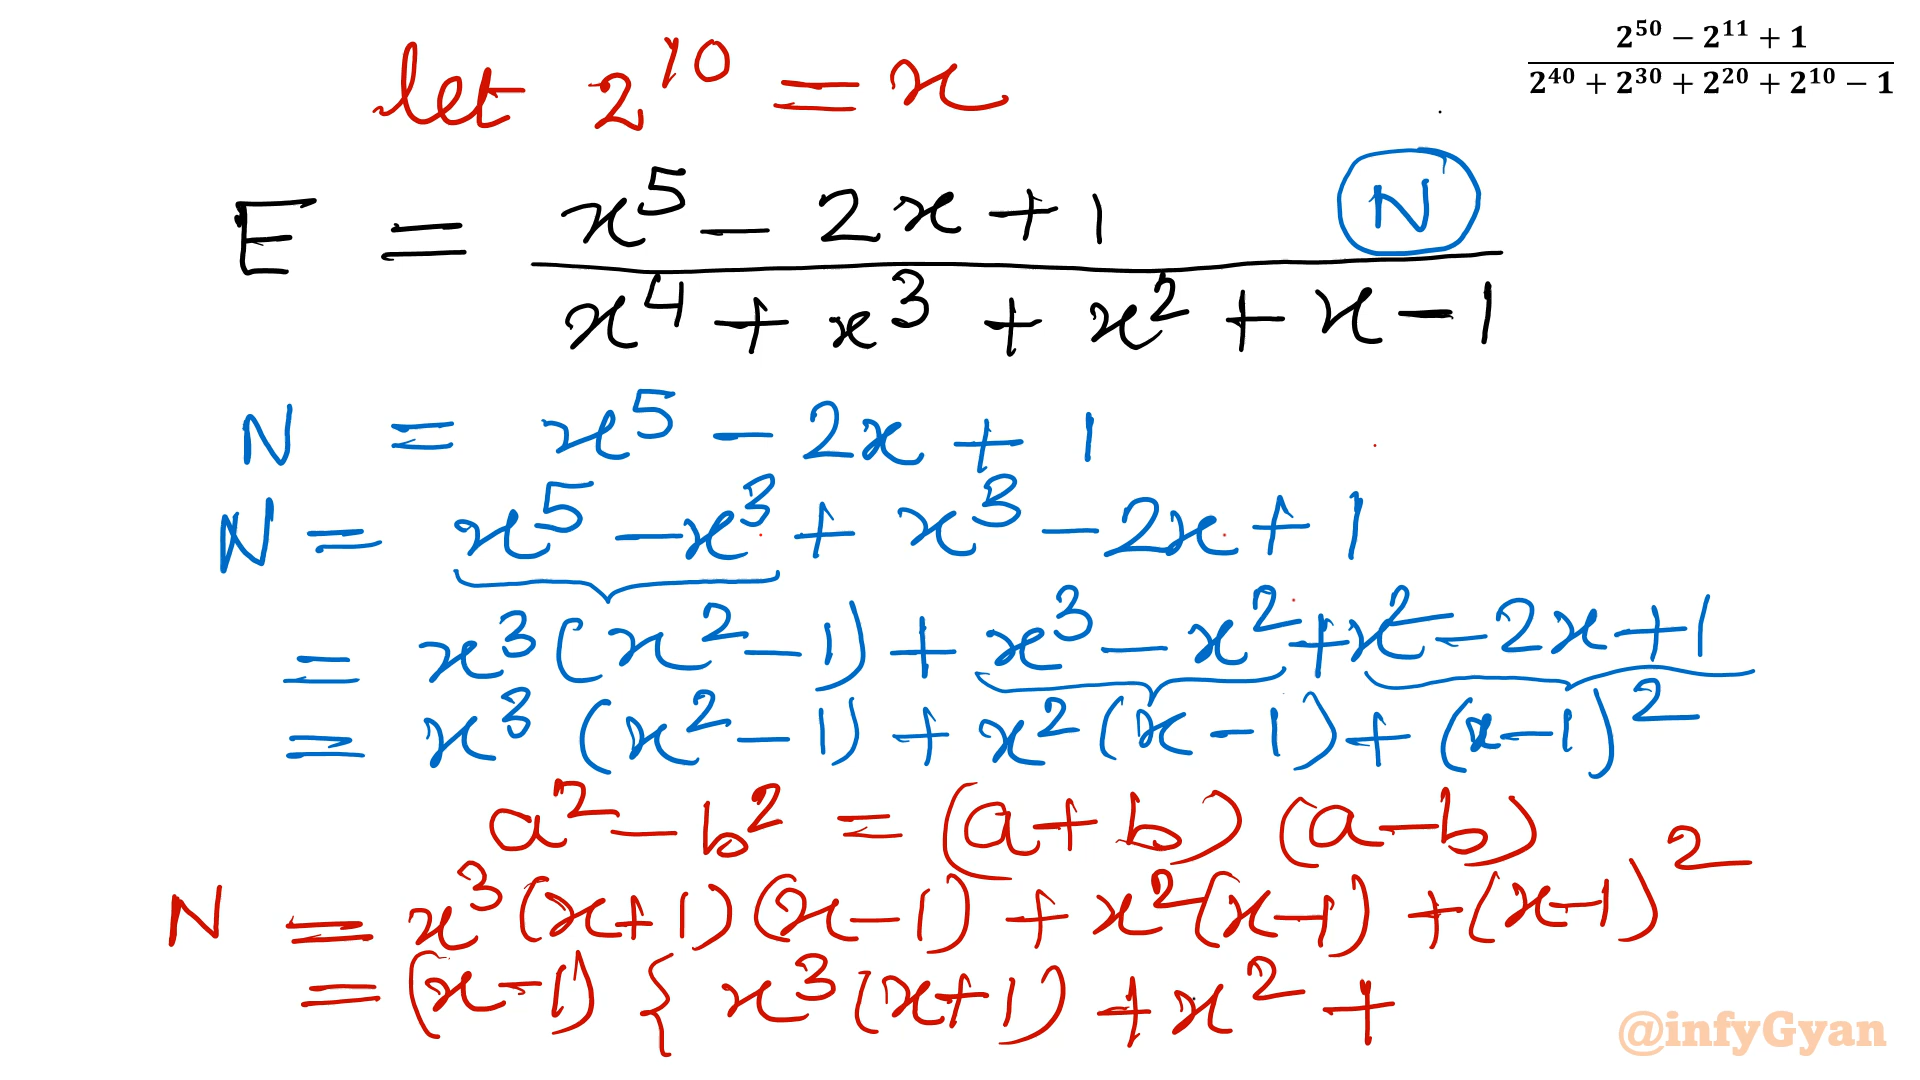 let 2^10 = x
2^50 − 2^11 + 1
2^40 + 2^30 + 2^20 + 2^10 − 1
E = x^5 − 2x + 1
N
x^4 + x^3 + x^2 + x − 1
N = x^5 − 2x + 1
N = x^5 − x^3 + x^3 − 2x + 1
= x^3 (x^2 − 1) + x^3 − x^2 + x^2 − 2x + 1
= x^3 (x^2 − 1) + x^2 (x − 1) + (x − 1)^2
a^2 − b^2 = (a + b) (a − b)
N = x^3 (x + 1) (x − 1) + x^2 (x − 1) + (x − 1)^2
= (x − 1) { x^3 (x + 1) + x^2 +
@infyGyan